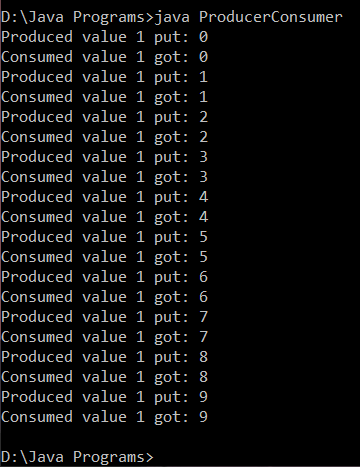 D:\Java Programs>java ProducerConsumer
Produced value 1 put: 0
Consumed value 1 got: 0
Produced value 1 put: 1
Consumed value 1 got: 1
Produced value 1 put: 2
Consumed value 1 got: 2
Produced value 1 put: 3
Consumed value 1 got: 3
Produced value 1 put: 4
Consumed value 1 got: 4
Produced value 1 put: 5
Consumed value 1 got: 5
Produced value 1 put: 6
Consumed value 1 got: 6
Produced value 1 put: 7
Consumed value 1 got: 7
Produced value 1 put: 8
Consumed value 1 got: 8
Produced value 1 put: 9
Consumed value 1 got: 9
D:\Java Programs>